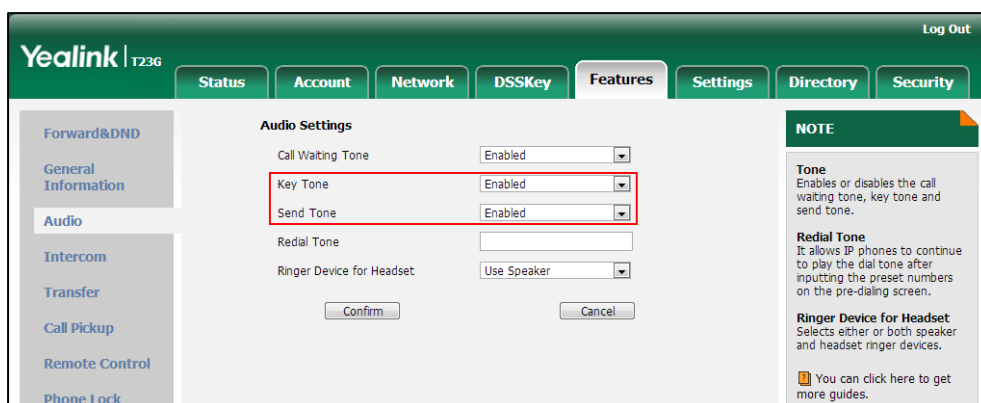 Log Out
Yealink | T23G
Status Account Network DSSKey Features Settings Directory Security
Forward&DND
General
Information
Audio
Intercom
Transfer
Call Pickup
Remote Control
Phone Lock
Audio Settings
Call Waiting Tone Enabled
Key Tone Enabled
Send Tone Enabled
Redial Tone
Ringer Device for Headset Use Speaker
Confirm Cancel
NOTE
Tone
Enables or disables the call
waiting tone, key tone and
send tone.
Redial Tone
It allows IP phones to continue
to play the dial tone after
inputting the preset numbers
on the pre-dialing screen.
Ringer Device for Headset
Selects either or both speaker
and headset ringer devices.
You can click here to get
more guides.